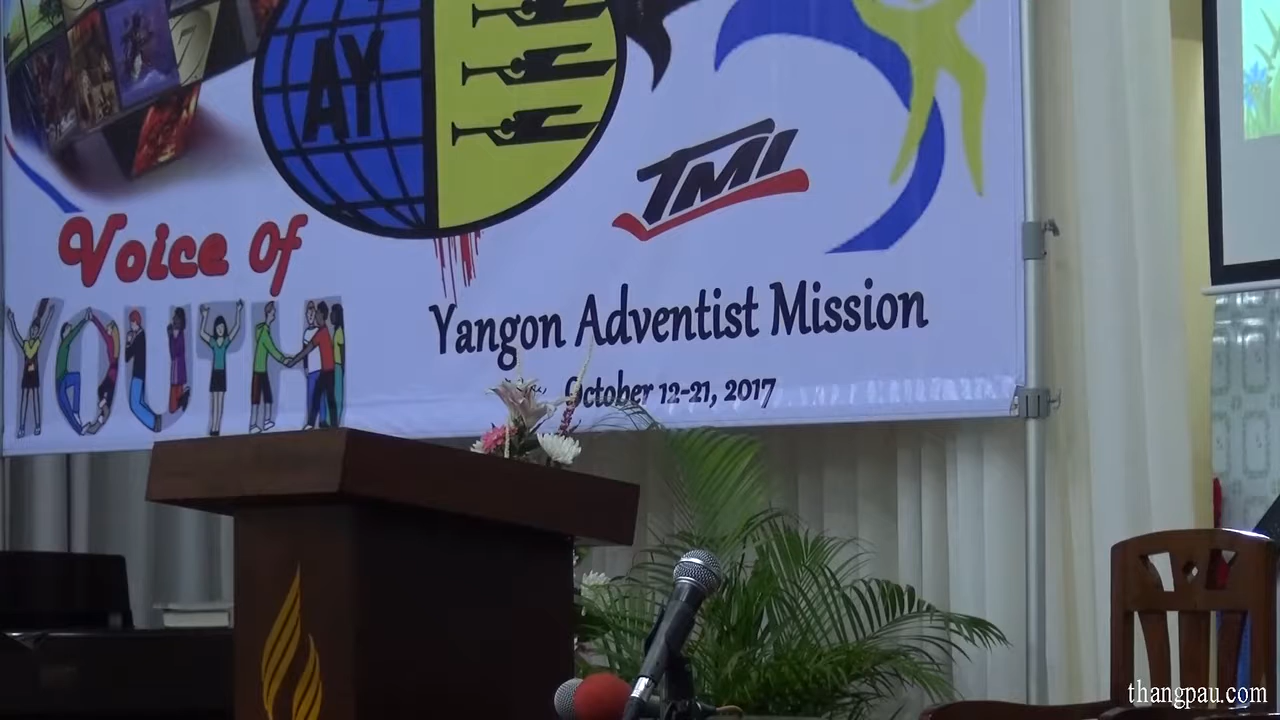 AY
TMI
Voice Of
YOUTH
Yangon Adventist Mission
October 12-21, 2017
thangpau.com